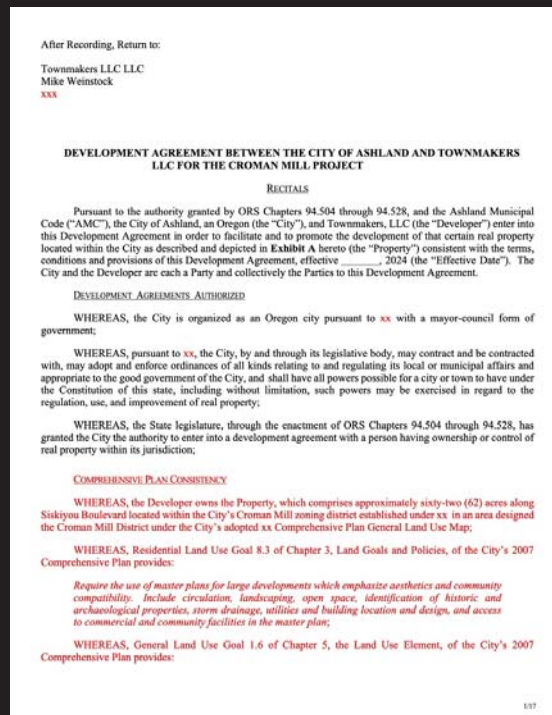 After Recording, Return to:
Townmakers LLC LLC
Mike Weinstock
xxx
DEVELOPMENT AGREEMENT BETWEEN THE CITY OF ASHLAND AND TOWNMAKERS
LLC FOR THE CROMAN MILL PROJECT
RECITALS
Pursuant to the authority granted by ORS Chapters 94.504 through 94.528, and the Ashland Municipal
Code ("AMC"), the City of Ashland, an Oregon (the "City"), and Townmakers, LLC (the "Developer") enter into
this Development Agreement in order to facilitate and to promote the development of that certain real property
located within the City as described and depicted in Exhibit A hereto (the "Property") consistent with the terms,
conditions and provisions of this Development Agreement, effective _______, 2024 (the "Effective Date"). The
City and the Developer are each a Party and collectively the Parties to this Development Agreement.
DEVELOPMENT AGREEMENTS AUTHORIZED
WHEREAS, the City is organized as an Oregon city pursuant to xx with a mayor-council form of
government;
WHEREAS, pursuant to xx, the City, by and through its legislative body, may contract and be contracted
with, may adopt and enforce ordinances of all kinds relating to and regulating its local or municipal affairs and
appropriate to the good government of the City, and shall have all powers possible for a city or town to have under
the Constitution of this state, including without limitation, such powers may be exercised in regard to the
regulation, use, and improvement of real property;
WHEREAS, the State legislature, through the enactment of ORS Chapters 94.504 through 94.528, has
granted the City the authority to enter into a development agreement with a person having ownership or control of
real property within its jurisdiction;
COMPREHENSIVE PLAN CONSISTENCY
WHEREAS, the Developer owns the Property, which comprises approximately sixty-two (62) acres along
Siskiyou Boulevard located within the City's Croman Mill zoning district established under xx in an area designed
the Croman Mill District under the City's adopted xx Comprehensive Plan General Land Use Map;
WHEREAS, Residential Land Use Goal 8.3 of Chapter 3, Land Goals and Policies, of the City's 2007
Comprehensive Plan provides:
Require the use of master plans for large developments which emphasize aesthetics and community
compatibility. Include circulation, landscaping, open space, identification of historic and
archaeological properties, storm drainage, utilities and building location and design, and access
to commercial and community facilities in the master plan;
WHEREAS, General Land Use Goal 1.6 of Chapter 5, the Land Use Element, of the City's 2007
Comprehensive Plan provides:
1/17